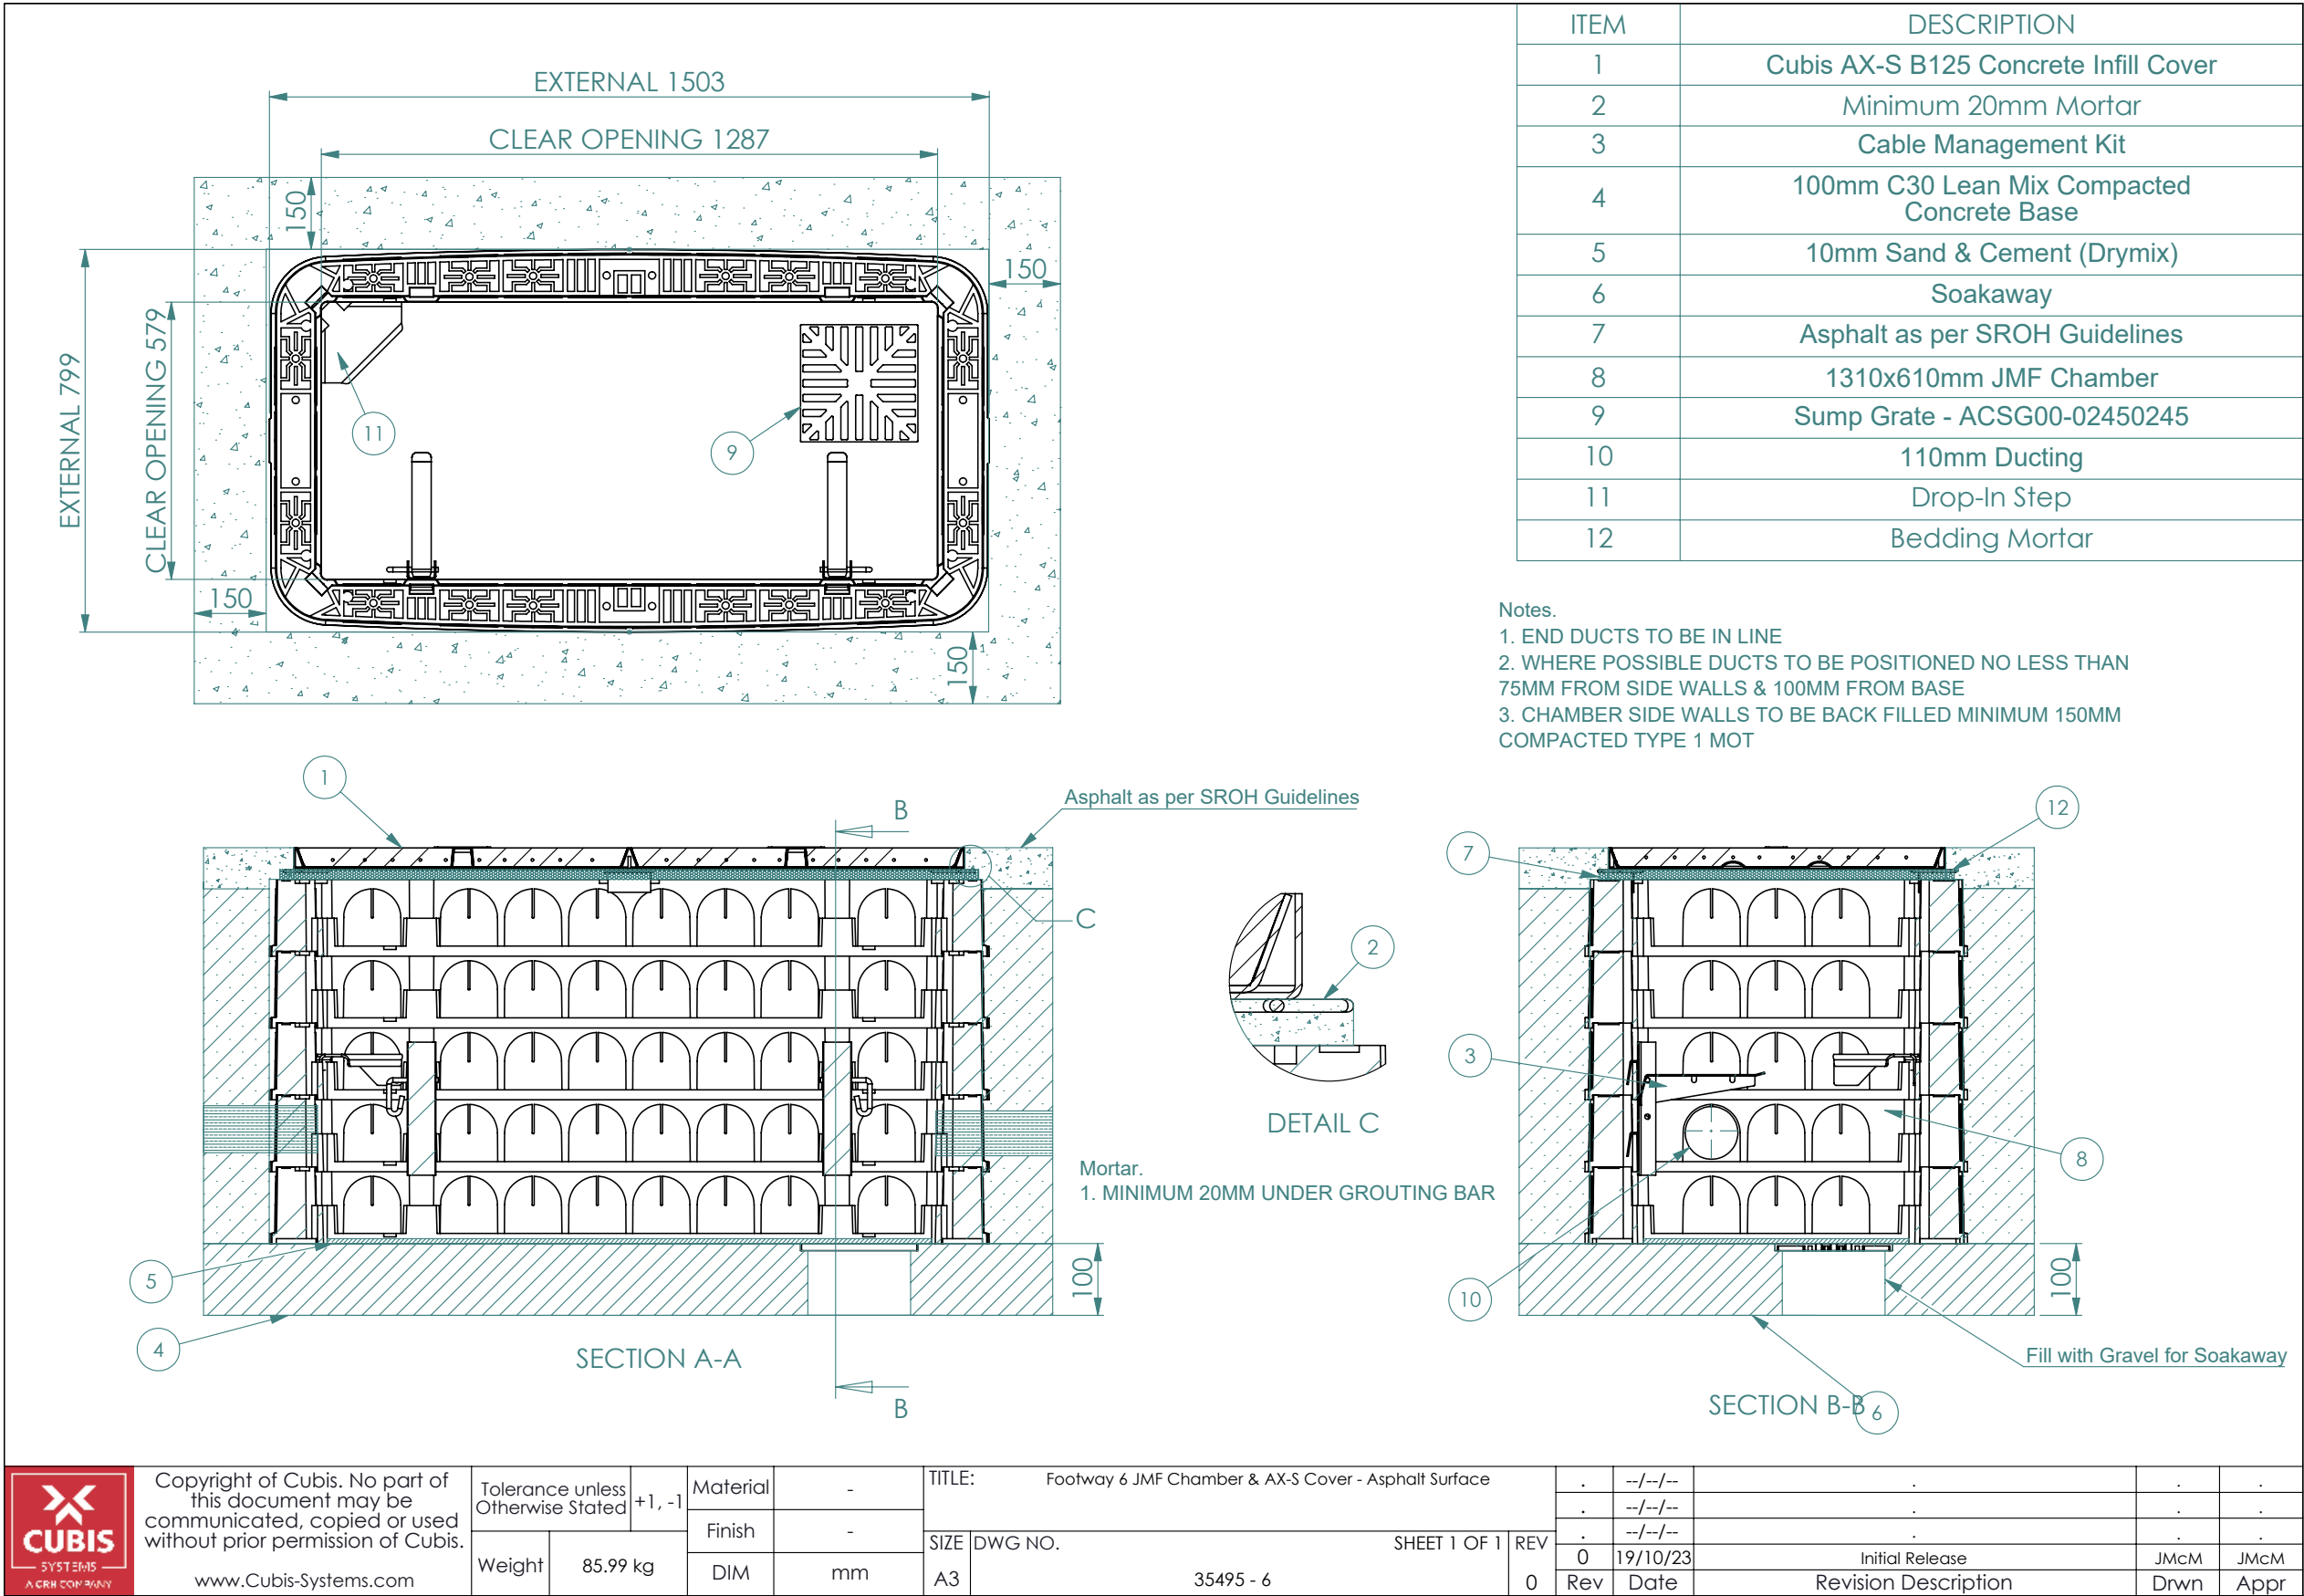 EXTERNAL 1503
CLEAR OPENING 1287
150
150
EXTERNAL 799
CLEAR OPENING 579
150
150
11
9
ITEM DESCRIPTION
1 Cubis AX-S B125 Concrete Infill Cover
2 Minimum 20mm Mortar
3 Cable Management Kit
4 100mm C30 Lean Mix Compacted
Concrete Base
5 10mm Sand & Cement (Drymix)
6 Soakaway
7 Asphalt as per SROH Guidelines
8 1310x610mm JMF Chamber
9 Sump Grate - ACSG00-02450245
10 110mm Ducting
11 Drop-In Step
12 Bedding Mortar
Notes.
1. END DUCTS TO BE IN LINE
2. WHERE POSSIBLE DUCTS TO BE POSITIONED NO LESS THAN
75MM FROM SIDE WALLS & 100MM FROM BASE
3. CHAMBER SIDE WALLS TO BE BACK FILLED MINIMUM 150MM
COMPACTED TYPE 1 MOT
1
B
Asphalt as per SROH Guidelines
C
5
4
100
SECTION A-A
B
2
DETAIL C
Mortar.
1. MINIMUM 20MM UNDER GROUTING BAR
12
7
3
8
10
100
Fill with Gravel for Soakaway
SECTION B-B
6
CUBIS
SYSTEMS
A CRH COMPANY
Copyright of Cubis. No part of
this document may be
communicated, copied or used
without prior permission of Cubis.
www.Cubis-Systems.com
Tolerance unless
Otherwise Stated
+1, -1
Weight 85.99 kg
Material -
Finish -
DIM mm
TITLE: Footway 6 JMF Chamber & AX-S Cover - Asphalt Surface
SIZE DWG NO. SHEET 1 OF 1 REV
A3 35495 - 6 0
. --/--/-- . . .
. --/--/-- . . .
. --/--/-- . . .
0 19/10/23 Initial Release JMcM JMcM
Rev Date Revision Description Drwn Appr